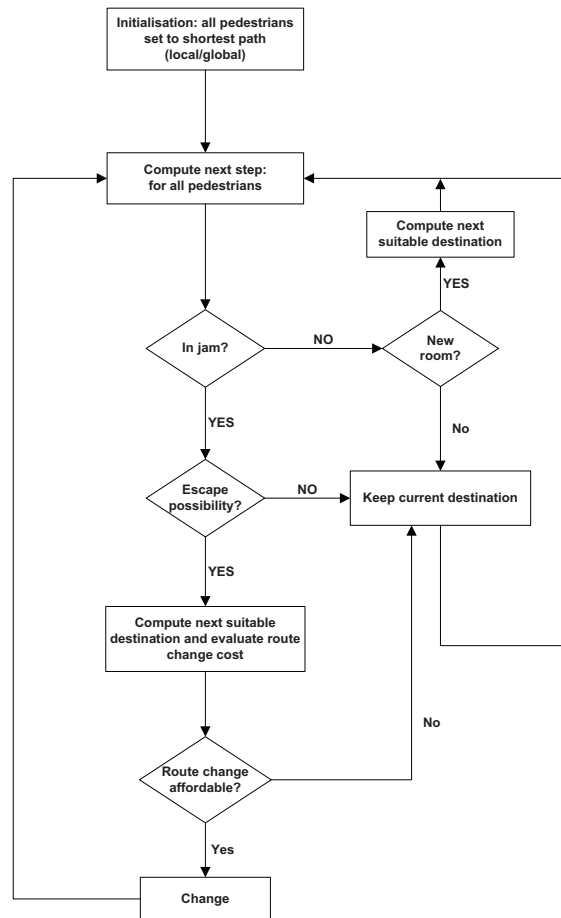 Initialisation: all pedestrians
set to shortest path
(local/global)
Compute next step:
for all pedestrians
Compute next
suitable destination
YES
In jam?
NO
New
room?
YES
No
Escape
possibility?
NO
Keep current destination
YES
Compute next suitable
destination and evaluate route
change cost
No
Route change
affordable?
Yes
Change